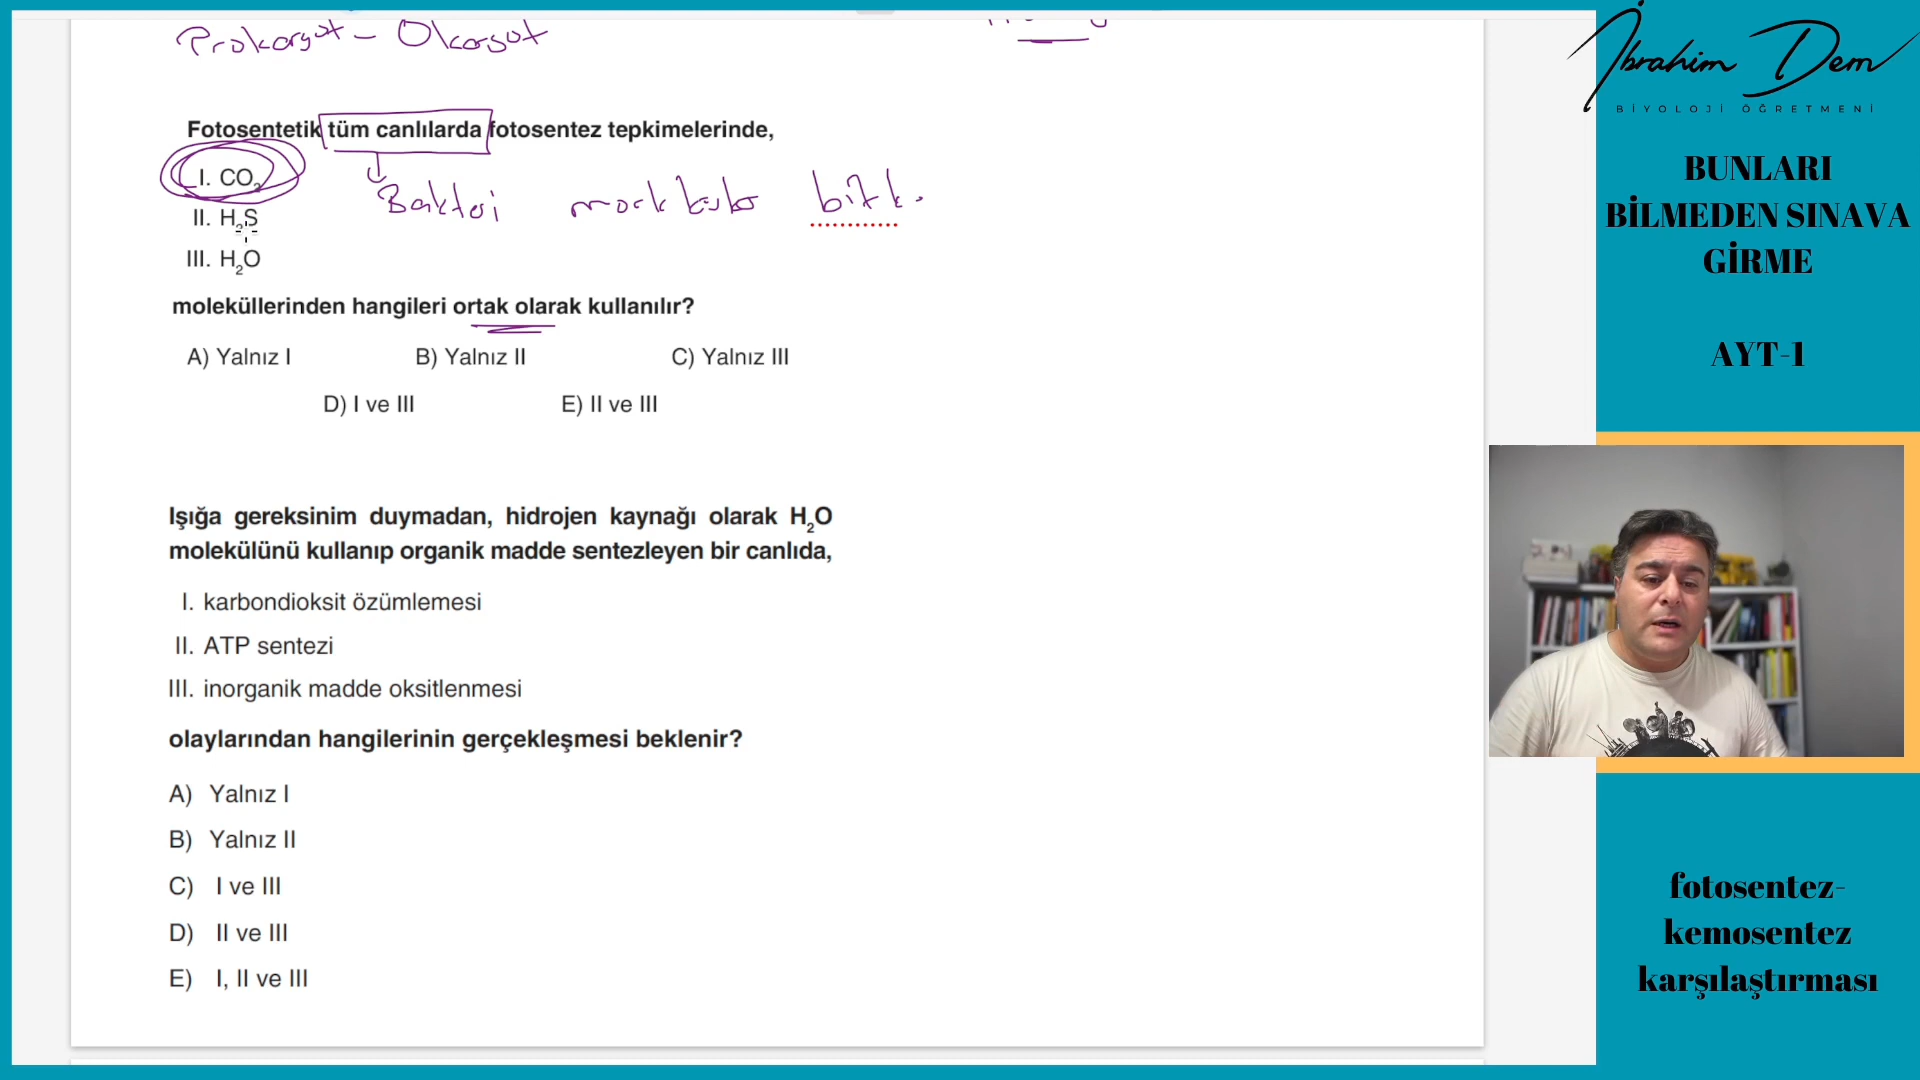 Prokaryot - Ökaryot
Fotosentetik tüm canlılarda fotosentez tepkimelerinde,
Bakteri bitki
I. CO₂
II. H₂S
III. H₂O
moleküllerinden hangileri ortak olarak kullanılır?
A) Yalnız I B) Yalnız II C) Yalnız III
D) I ve III E) II ve III
Işığa gereksinim duymadan, hidrojen kaynağı olarak H₂O
molekülünü kullanıp organik madde sentezleyen bir canlıda,
I. karbondioksit özümlemesi
II. ATP sentezi
III. inorganik madde oksitlenmesi
olaylarından hangilerinin gerçekleşmesi beklenir?
A) Yalnız I
B) Yalnız II
C) I ve III
D) II ve III
E) I, II ve III
İbrahim Dem
BİYOLOJİ ÖĞRETMENİ
BUNLARI
BİLMEDEN SINAVA
GİRME
AYT-1
fotosentez-
kemosentez
karşılaştırması